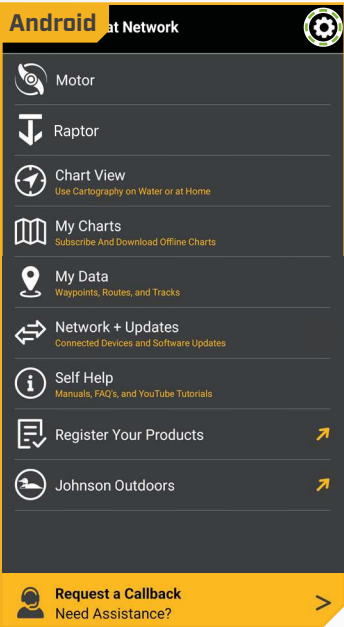 Android
at Network
Motor
Raptor
Chart View
Use Cartography on Water or at Home
My Charts
Subscribe And Download Offline Charts
My Data
Waypoints, Routes, and Tracks
Network + Updates
Connected Devices and Software Updates
Self Help
Manuals, FAQ's, and YouTube Tutorials
Register Your Products
Johnson Outdoors
Request a Callback
Need Assistance?